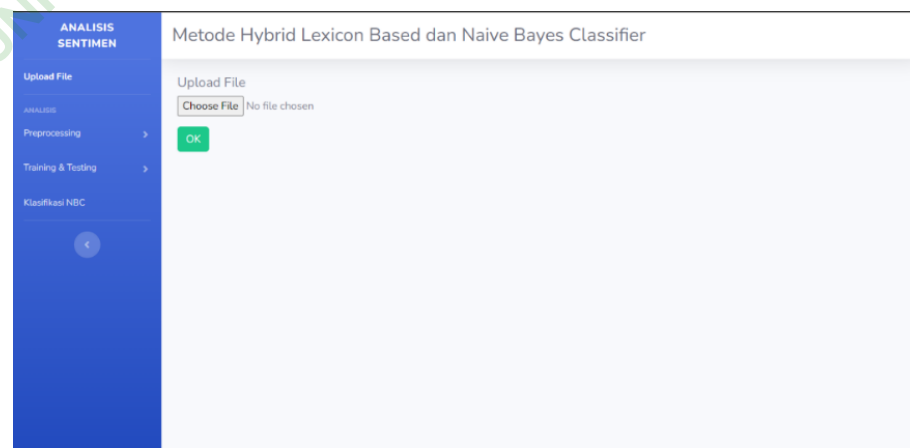 ANALISIS
SENTIMEN
Metode Hybrid Lexicon Based dan Naive Bayes Classifier
Upload File
ANALISIS
Preprocessing
Training & Testing
Klasifikasi NBC
Upload File
Choose File No file chosen
OK